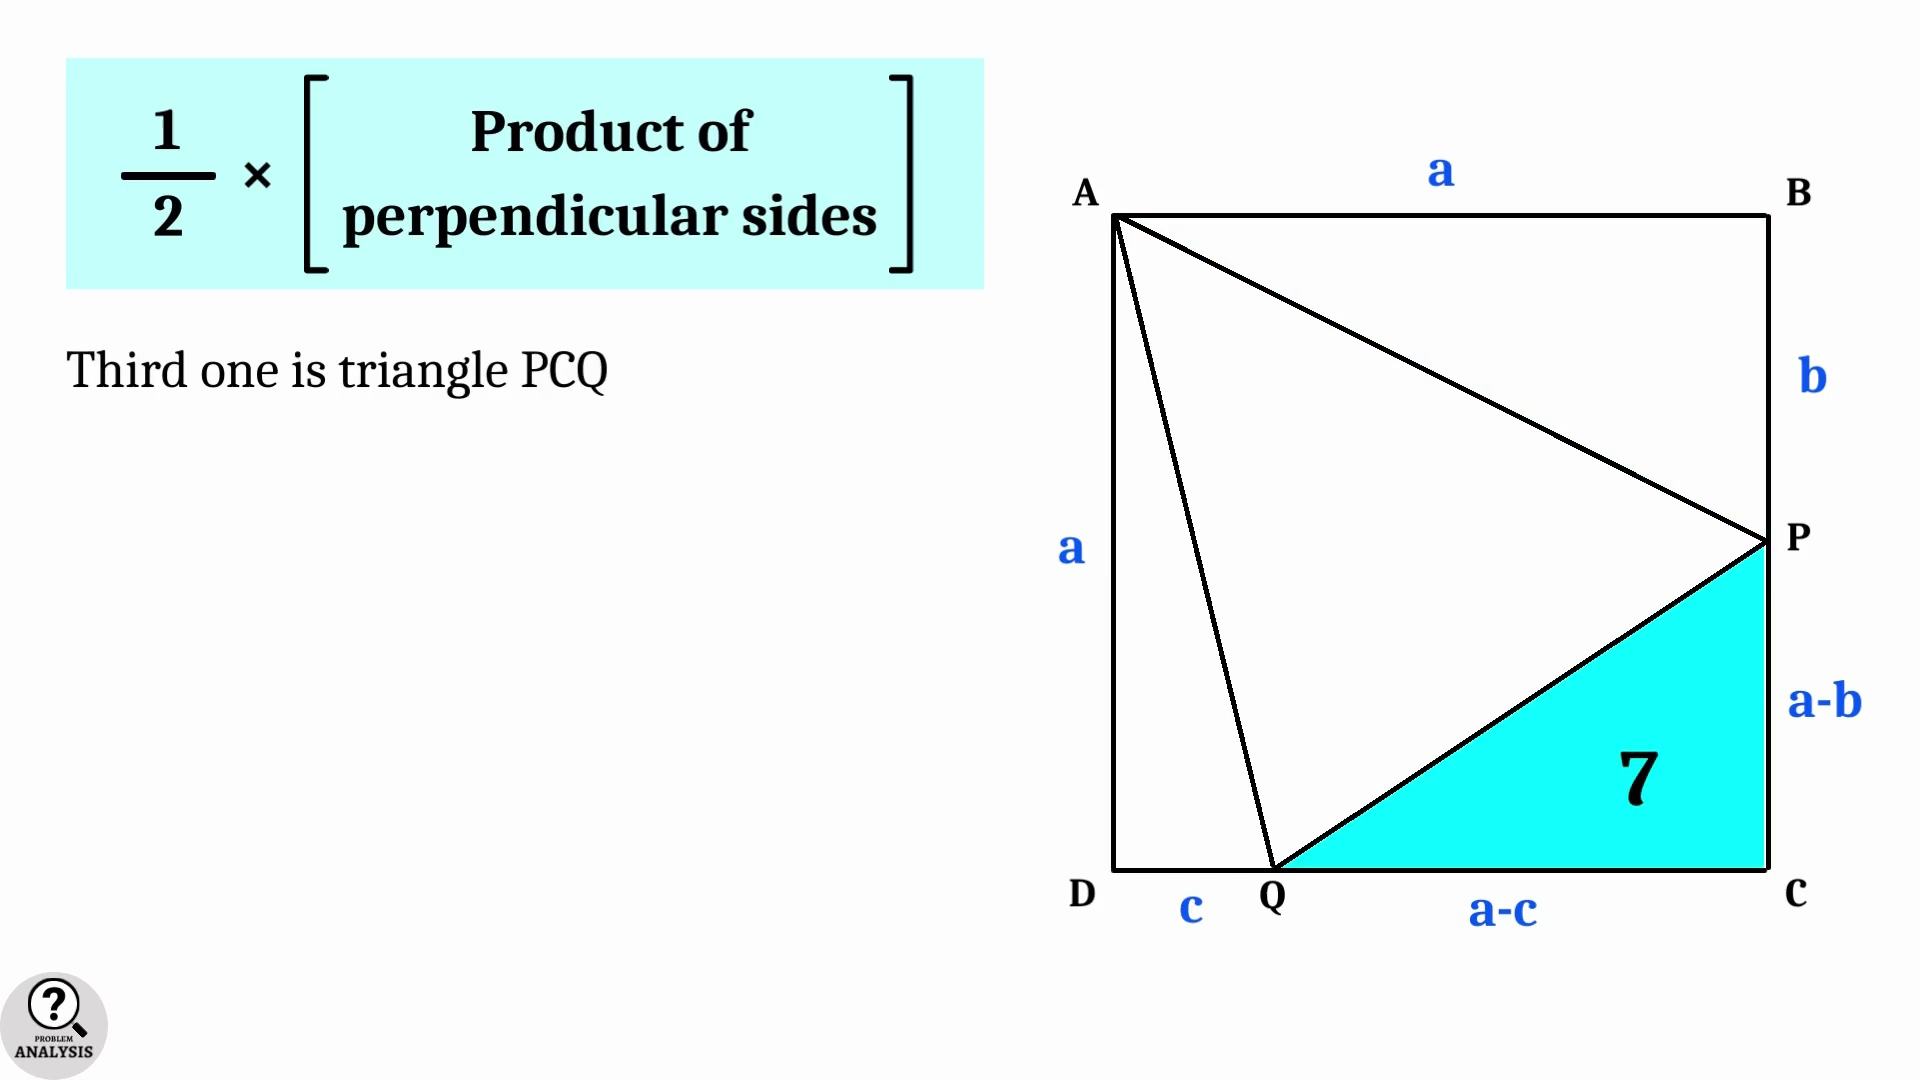 1
2
×
Product of
perpendicular sides
Third one is triangle PCQ
a
A
B
b
a
P
a-b
7
D
c
Q
a-c
C
?
PROBLEM
ANALYSIS